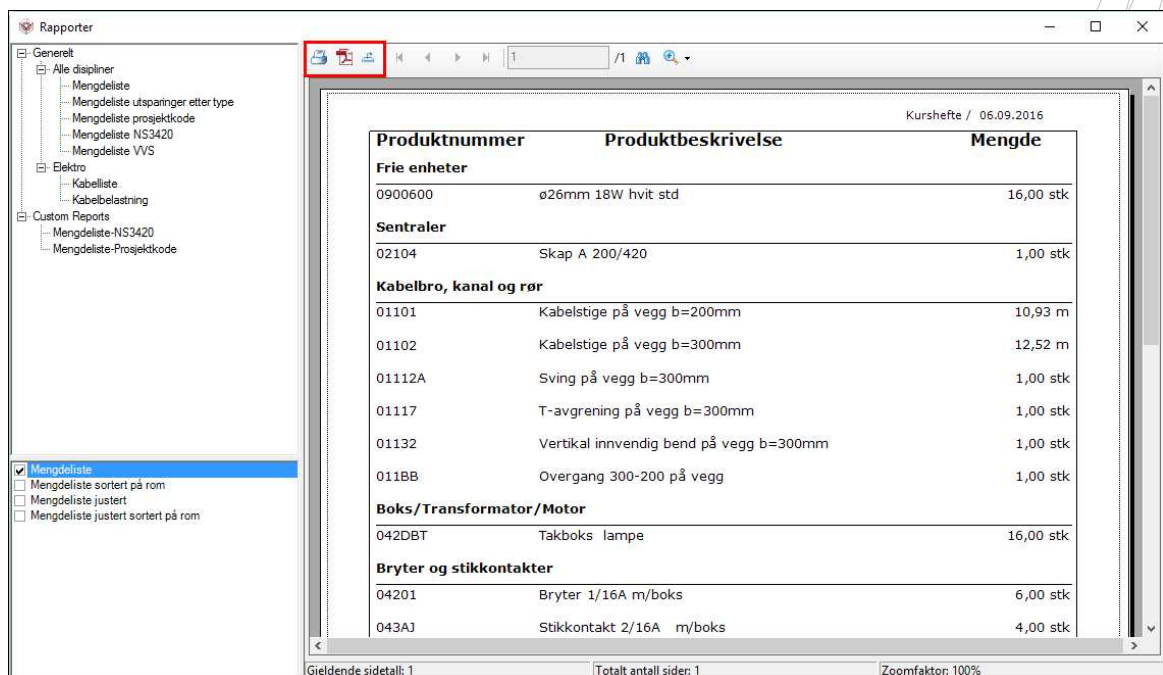 Rapporter
Generelt
Alle disipliner
Mengdeliste
Mengdeliste utsparinger etter type
Mengdeliste prosjektkode
Mengdeliste NS3420
Mengdeliste VVS
Elektro
Kabelliste
Kabelbelastning
Custom Reports
Mengdeliste-NS3420
Mengdeliste-Prosjektkode
Mengdeliste
Mengdeliste sortert på rom
Mengdeliste justert
Mengdeliste justert sortert på rom
1 /1
Kurshefte / 06.09.2016
Produktnummer Produktbeskrivelse Mengde
Frie enheter
0900600 ø26mm 18W hvit std 16,00 stk
Sentraler
02104 Skap A 200/420 1,00 stk
Kabelbro, kanal og rør
01101 Kabelstige på vegg b=200mm 10,93 m
01102 Kabelstige på vegg b=300mm 12,52 m
01112A Sving på vegg b=300mm 1,00 stk
01117 T-avgrening på vegg b=300mm 1,00 stk
01132 Vertikal innvendig bend på vegg b=300mm 1,00 stk
011BB Overgang 300-200 på vegg 1,00 stk
Boks/Transformator/Motor
042DBT Takboks lampe 16,00 stk
Bryter og stikkontakter
04201 Bryter 1/16A m/boks 6,00 stk
043AJ Stikkontakt 2/16A m/boks 4,00 stk
Gjeldende sidetall: 1 Totalt antall sider: 1 Zoomfaktor: 100%